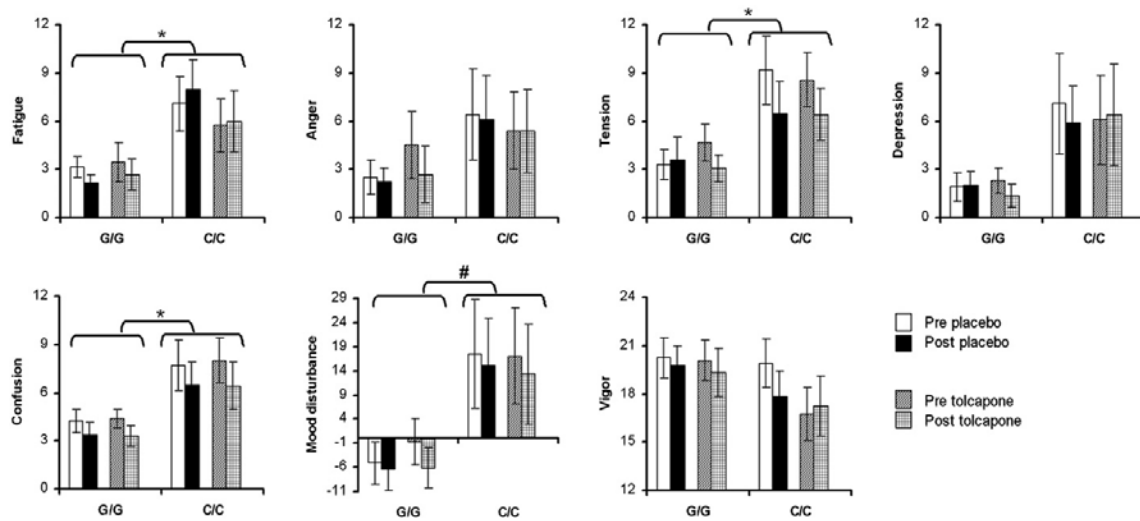 12
9
6
3
0
Fatigue
*
G/G C/C
12
9
6
3
0
Anger
G/G C/C
12
9
6
3
0
Tension
*
G/G C/C
12
9
6
3
0
Depression
G/G C/C
12
9
6
3
0
Confusion
*
G/G C/C
29
24
19
14
9
4
-1
-6
-11
Mood disturbance
#
G/G C/C
24
21
18
15
12
Vigor
G/G C/C
Pre placebo
Post placebo
Pre tolcapone
Post tolcapone